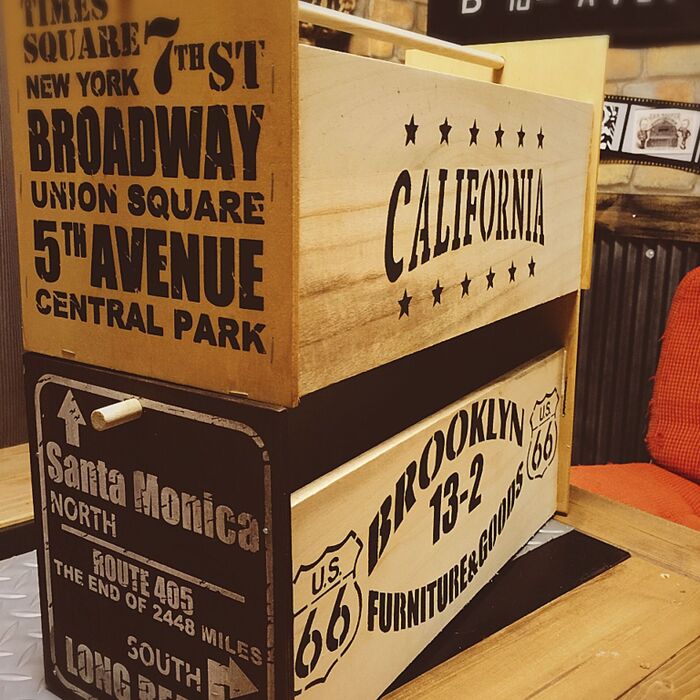 TIMES
SQUARE 7TH ST
NEW YORK
BROADWAY
UNION SQUARE
5TH AVENUE
CENTRAL PARK
CALIFORNIA
Santa Monica
NORTH
ROUTE 405
THE END OF 2448 MILES
SOUTH
LONG
BROOKLYN
13-2
FURNITURE&GOODS
U.S.
66
U.S.
66